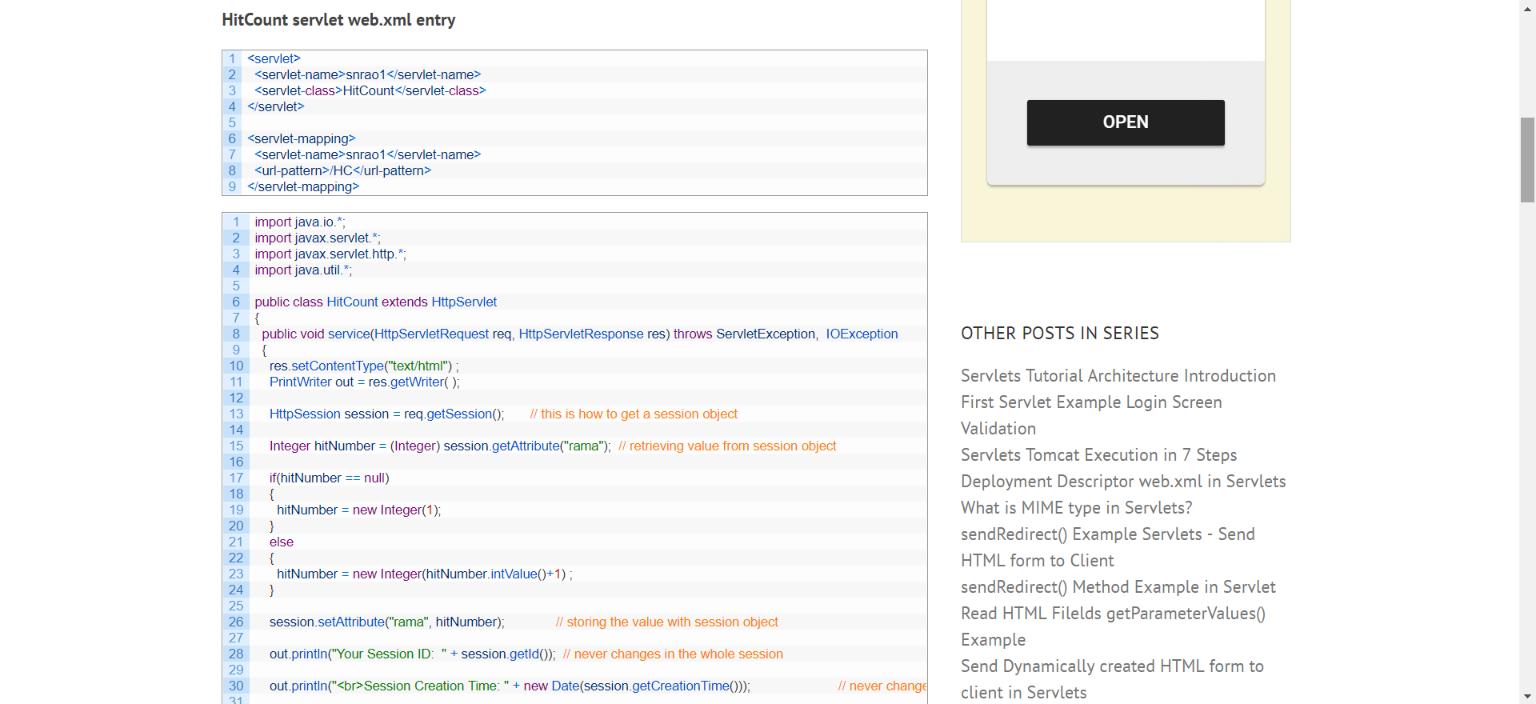 HitCount servlet web.xml entry
1 <servlet>
2   <servlet-name>snrao1</servlet-name>
3   <servlet-class>HitCount</servlet-class>
4 </servlet>
5
6 <servlet-mapping>
7   <servlet-name>snrao1</servlet-name>
8   <url-pattern>/HC</url-pattern>
9 </servlet-mapping>
1 import java.io.*;
2 import javax.servlet.*;
3 import javax.servlet.http.*;
4 import java.util.*;
5
6 public class HitCount extends HttpServlet
7 {
8   public void service(HttpServletRequest req, HttpServletResponse res) throws ServletException,  IOException
9   {
10     res.setContentType("text/html") ;
11     PrintWriter out = res.getWriter( );
12
13     HttpSession session = req.getSession();       // this is how to get a session object
14
15     Integer hitNumber = (Integer) session.getAttribute("rama");  // retrieving value from session object
16
17     if(hitNumber == null)
18     {
19       hitNumber = new Integer(1);
20     }
21     else
22     {
23       hitNumber = new Integer(hitNumber.intValue()+1) ;
24     }
25
26     session.setAttribute("rama", hitNumber);              // storing the value with session object
27
28     out.println("Your Session ID:  " + session.getId());  // never changes in the whole session
29
30     out.println("<br>Session Creation Time: " + new Date(session.getCreationTime()));                        // never change
31
OPEN
OTHER POSTS IN SERIES
Servlets Tutorial Architecture Introduction
First Servlet Example Login Screen
Validation
Servlets Tomcat Execution in 7 Steps
Deployment Descriptor web.xml in Servlets
What is MIME type in Servlets?
sendRedirect() Example Servlets - Send
HTML form to Client
sendRedirect() Method Example in Servlet
Read HTML Filelds getParameterValues()
Example
Send Dynamically created HTML form to
client in Servlets